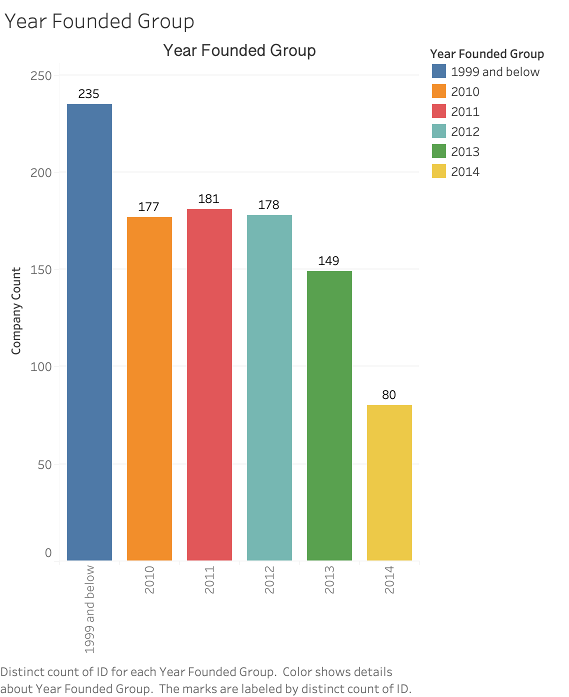 Year Founded Group
Year Founded Group
Year Founded Group
1999 and below
2010
2011
2012
2013
2014
Company Count
250
200
150
100
50
0
235
177
181
178
149
80
1999 and below
2010
2011
2012
2013
2014
Distinct count of ID for each Year Founded Group.  Color shows details
about Year Founded Group.  The marks are labeled by distinct count of ID.